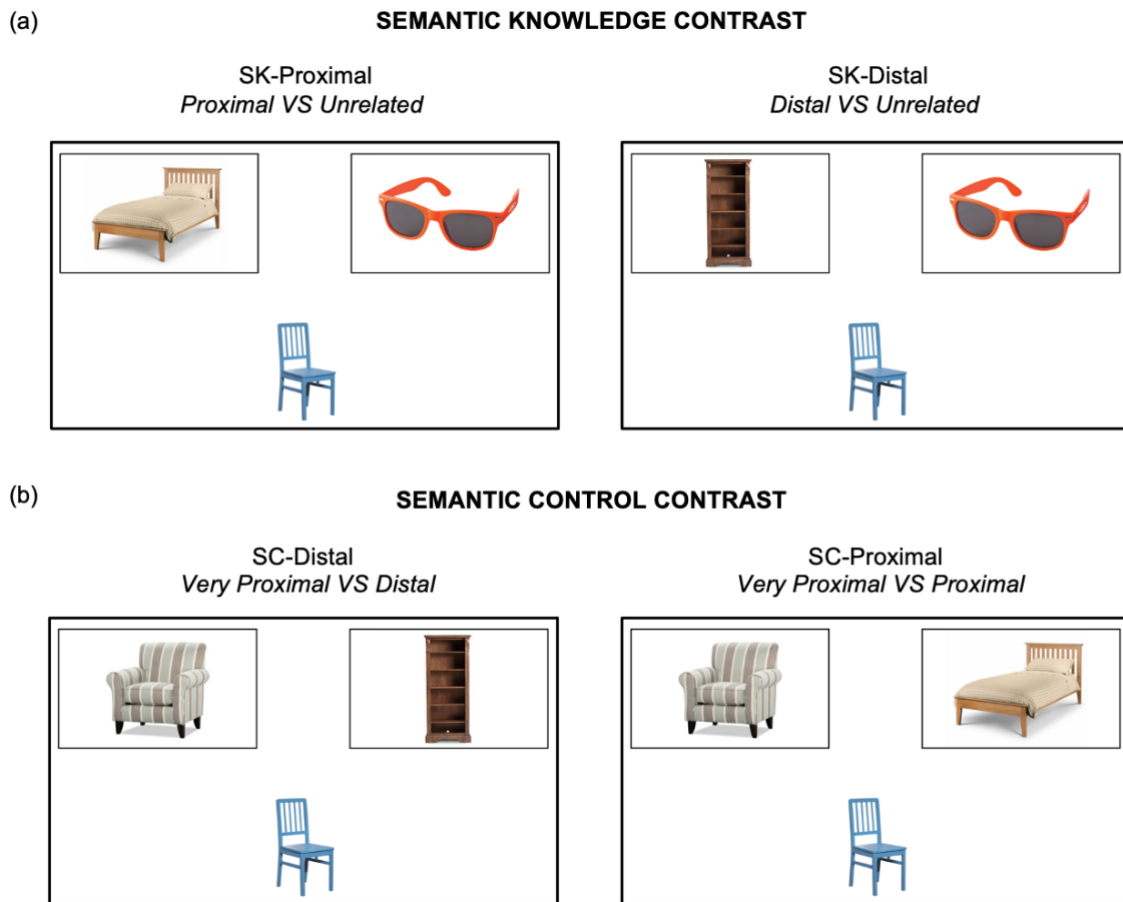 (a)
SEMANTIC KNOWLEDGE CONTRAST
SK-Proximal
Proximal VS Unrelated
SK-Distal
Distal VS Unrelated
(b)
SEMANTIC CONTROL CONTRAST
SC-Distal
Very Proximal VS Distal
SC-Proximal
Very Proximal VS Proximal